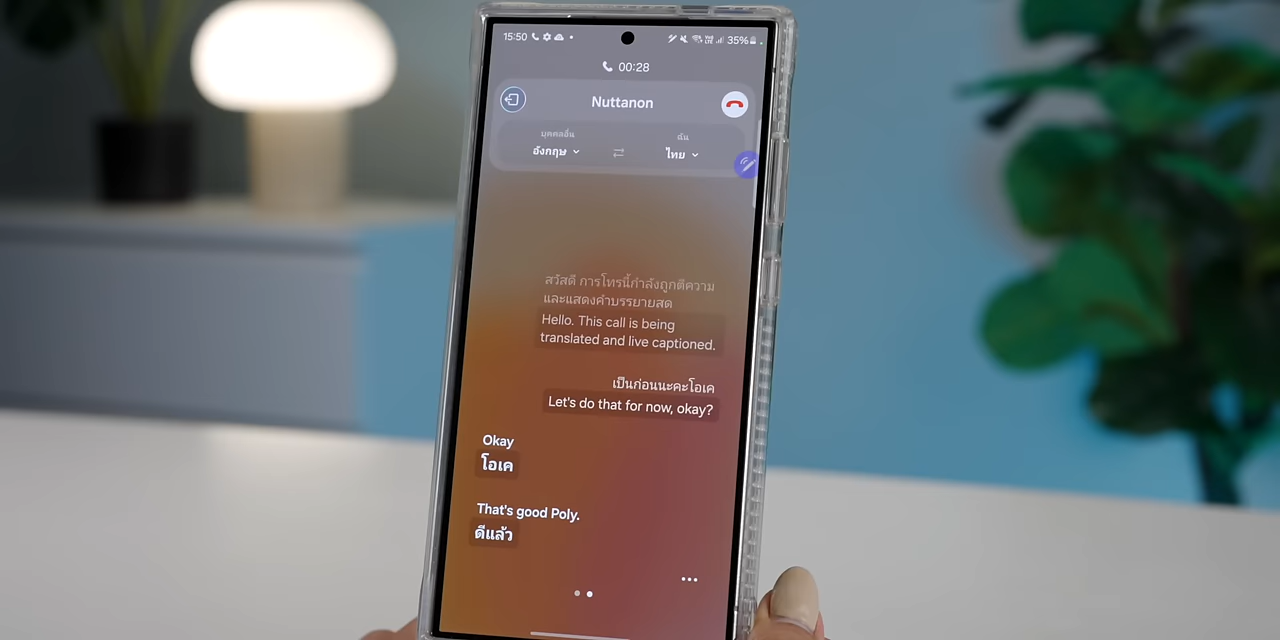 15:50
35%
00:28
Nuttanon
บุคคลอื่น
ฉัน
อังกฤษ
ไทย
สวัสดี การโทรนี้กำลังถูกตีความ
และแสดงคำบรรยายสด
Hello. This call is being
translated and live captioned.
เป็นก่อนนะคะโอเค
Let's do that for now, okay?
Okay
โอเค
That's good Poly.
ดีแล้ว